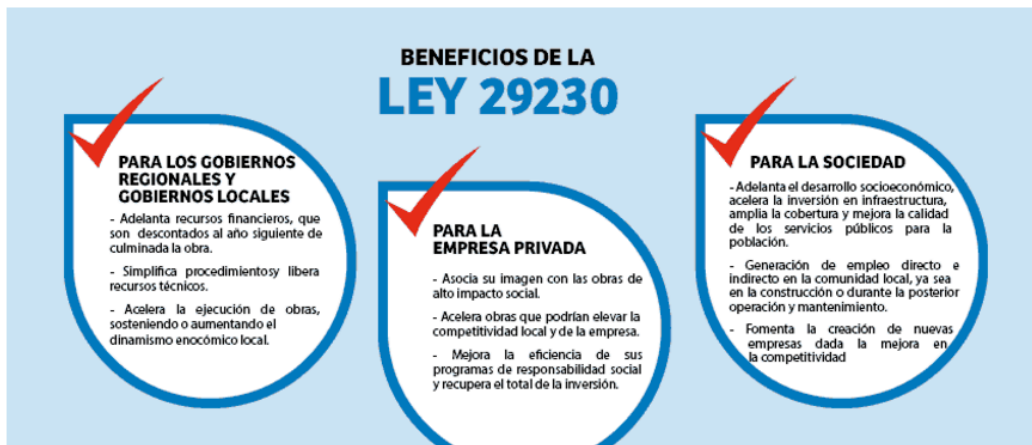 BENEFICIOS DE LA
LEY 29230
PARA LOS GOBIERNOS
REGIONALES Y
GOBIERNOS LOCALES
- Adelanta recursos financieros, que
son descontados al año siguiente de
culminada la obra.
- Simplifica procedimientosy libera
recursos técnicos.
- Acelera la ejecución de obras,
sosteniendo o aumentando el
dinamismo enocómico local.
PARA LA
EMPRESA PRIVADA
- Asocia su imagen con las obras de
alto impacto social.
- Acelera obras que podrían elevar la
competitividad local y de la empresa.
- Mejora la eficiencia de sus
programas de responsabilidad social
y recupera el total de la inversión.
PARA LA SOCIEDAD
- Adelanta el desarrollo socioeconómico,
acelera la inversión en infraestructura,
amplia la cobertura y mejora la calidad
de los servicios públicos para la
población.
- Generación de empleo directo e
indirecto en la comunidad local, ya sea
en la construcción o durante la posterior
operación y mantenimiento.
- Fomenta la creación de nuevas
empresas dada la mejora en
la competitividad